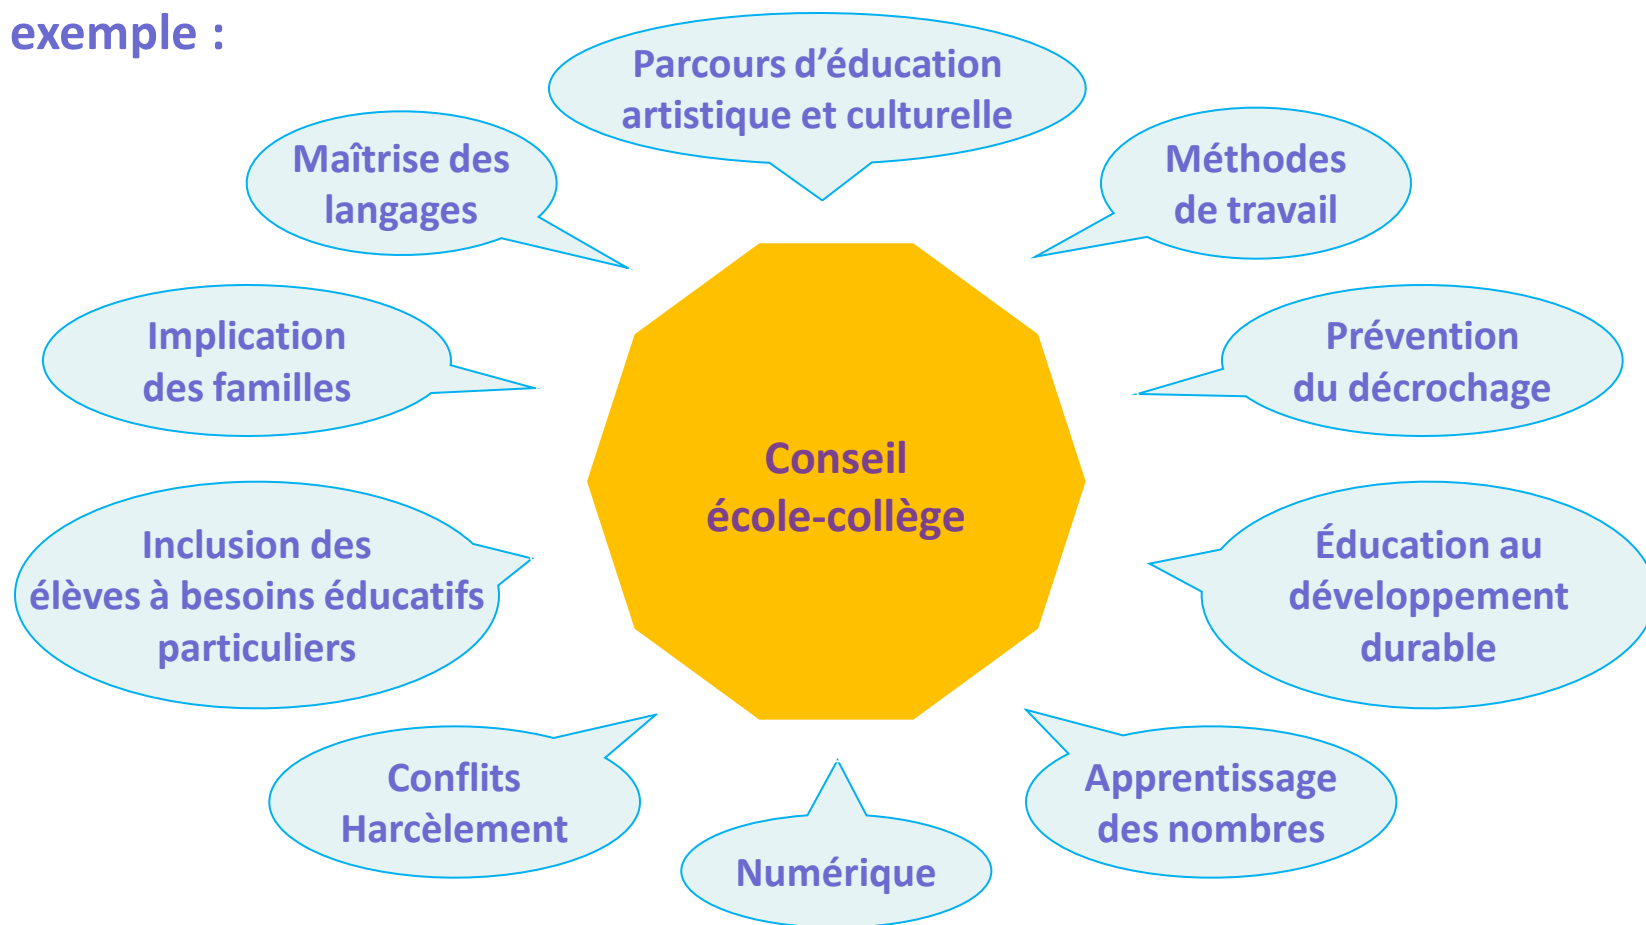 exemple :
Parcours d’éducation
artistique et culturelle
Maîtrise des
langages
Méthodes
de travail
Implication
des familles
Prévention
du décrochage
Conseil
école-collège
Inclusion des
élèves à besoins éducatifs
particuliers
Éducation au
développement
durable
Conflits
Harcèlement
Apprentissage
des nombres
Numérique